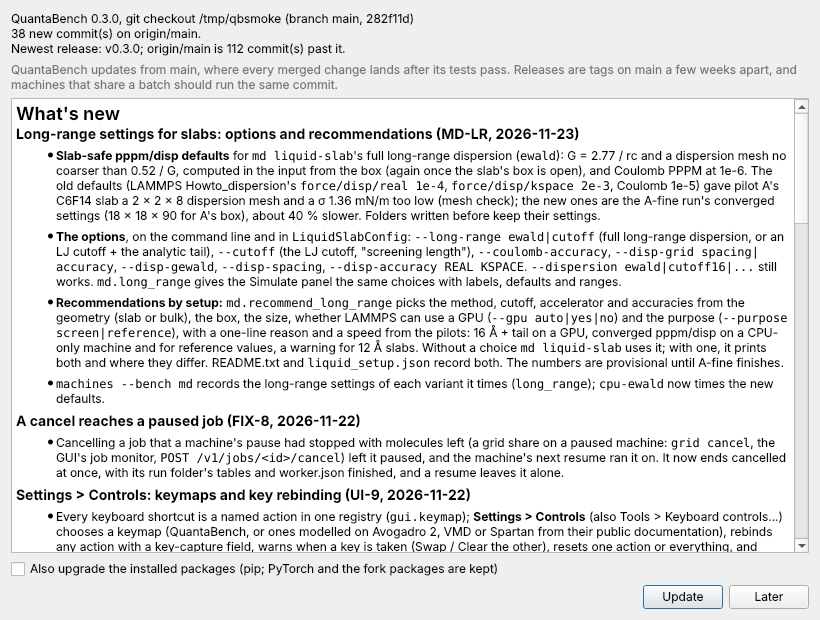 QuantaBench 0.3.0, git checkout /tmp/qbsmoke (branch main, 282f11d)
38 new commit(s) on origin/main.
Newest release: v0.3.0; origin/main is 112 commit(s) past it.
QuantaBench updates from main, where every merged change lands after its tests pass. Releases are tags on main a few weeks apart, and
machines that share a batch should run the same commit.
What's new
Long-range settings for slabs: options and recommendations (MD-LR, 2026-11-23)
• Slab-safe pppm/disp defaults for md liquid-slab's full long-range dispersion (ewald): G = 2.77 / rc and a dispersion mesh no
coarser than 0.52 / G, computed in the input from the box (again once the slab's box is open), and Coulomb PPPM at 1e-6. The
old defaults (LAMMPS Howto_dispersion's force/disp/real 1e-4, force/disp/kspace 2e-3, Coulomb 1e-5) gave pilot A's
C6F14 slab a 2 × 2 × 8 dispersion mesh and a σ 1.36 mN/m too low (mesh check); the new ones are the A-fine run's converged
settings (18 × 18 × 90 for A's box), about 40 % slower. Folders written before keep their settings.
• The options, on the command line and in LiquidSlabConfig: --long-range ewald|cutoff (full long-range dispersion, or an
LJ cutoff + the analytic tail), --cutoff (the LJ cutoff, "screening length"), --coulomb-accuracy, --disp-grid spacing|
accuracy, --disp-gewald, --disp-spacing, --disp-accuracy REAL KSPACE. --dispersion ewald|cutoff16|... still
works. md.long_range gives the Simulate panel the same choices with labels, defaults and ranges.
• Recommendations by setup: md.recommend_long_range picks the method, cutoff, accelerator and accuracies from the
geometry (slab or bulk), the box, the size, whether LAMMPS can use a GPU (--gpu auto|yes|no) and the purpose (--purpose
screen|reference), with a one-line reason and a speed from the pilots: 16 Å + tail on a GPU, converged pppm/disp on a CPU-
only machine and for reference values, a warning for 12 Å slabs. Without a choice md liquid-slab uses it; with one, it prints
both and where they differ. README.txt and liquid_setup.json record both. The numbers are provisional until A-fine finishes.
• machines --bench md records the long-range settings of each variant it times (long_range); cpu-ewald now times the new
defaults.
A cancel reaches a paused job (FIX-8, 2026-11-22)
• Cancelling a job that a machine's pause had stopped with molecules left (a grid share on a paused machine: grid cancel, the
GUI's job monitor, POST /v1/jobs/<id>/cancel) left it paused, and the machine's next resume ran it on. It now ends cancelled
at once, with its run folder's tables and worker.json finished, and a resume leaves it alone.
Settings > Controls: keymaps and key rebinding (UI-9, 2026-11-22)
• Every keyboard shortcut is a named action in one registry (gui.keymap); Settings > Controls (also Tools > Keyboard controls...)
chooses a keymap (QuantaBench, or ones modelled on Avogadro 2, VMD or Spartan from their public documentation), rebinds
any action with a key-capture field, warns when a key is taken (Swap / Clear the other), resets one action or everything, and
Also upgrade the installed packages (pip; PyTorch and the fork packages are kept)
Update
Later